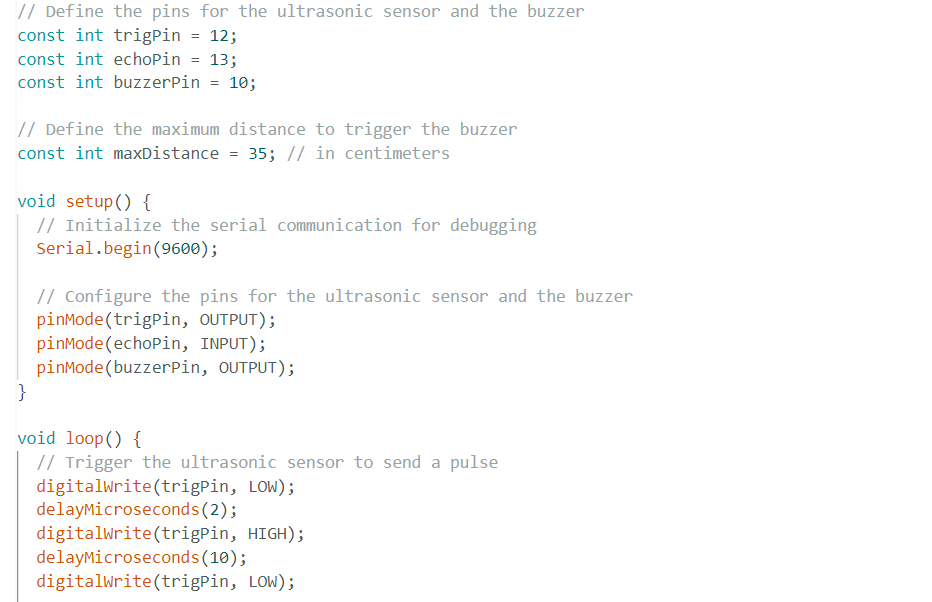 // Define the pins for the ultrasonic sensor and the buzzer
const int trigPin = 12;
const int echoPin = 13;
const int buzzerPin = 10;

// Define the maximum distance to trigger the buzzer
const int maxDistance = 35; // in centimeters

void setup() {
  // Initialize the serial communication for debugging
  Serial.begin(9600);

  // Configure the pins for the ultrasonic sensor and the buzzer
  pinMode(trigPin, OUTPUT);
  pinMode(echoPin, INPUT);
  pinMode(buzzerPin, OUTPUT);
}

void loop() {
  // Trigger the ultrasonic sensor to send a pulse
  digitalWrite(trigPin, LOW);
  delayMicroseconds(2);
  digitalWrite(trigPin, HIGH);
  delayMicroseconds(10);
  digitalWrite(trigPin, LOW);